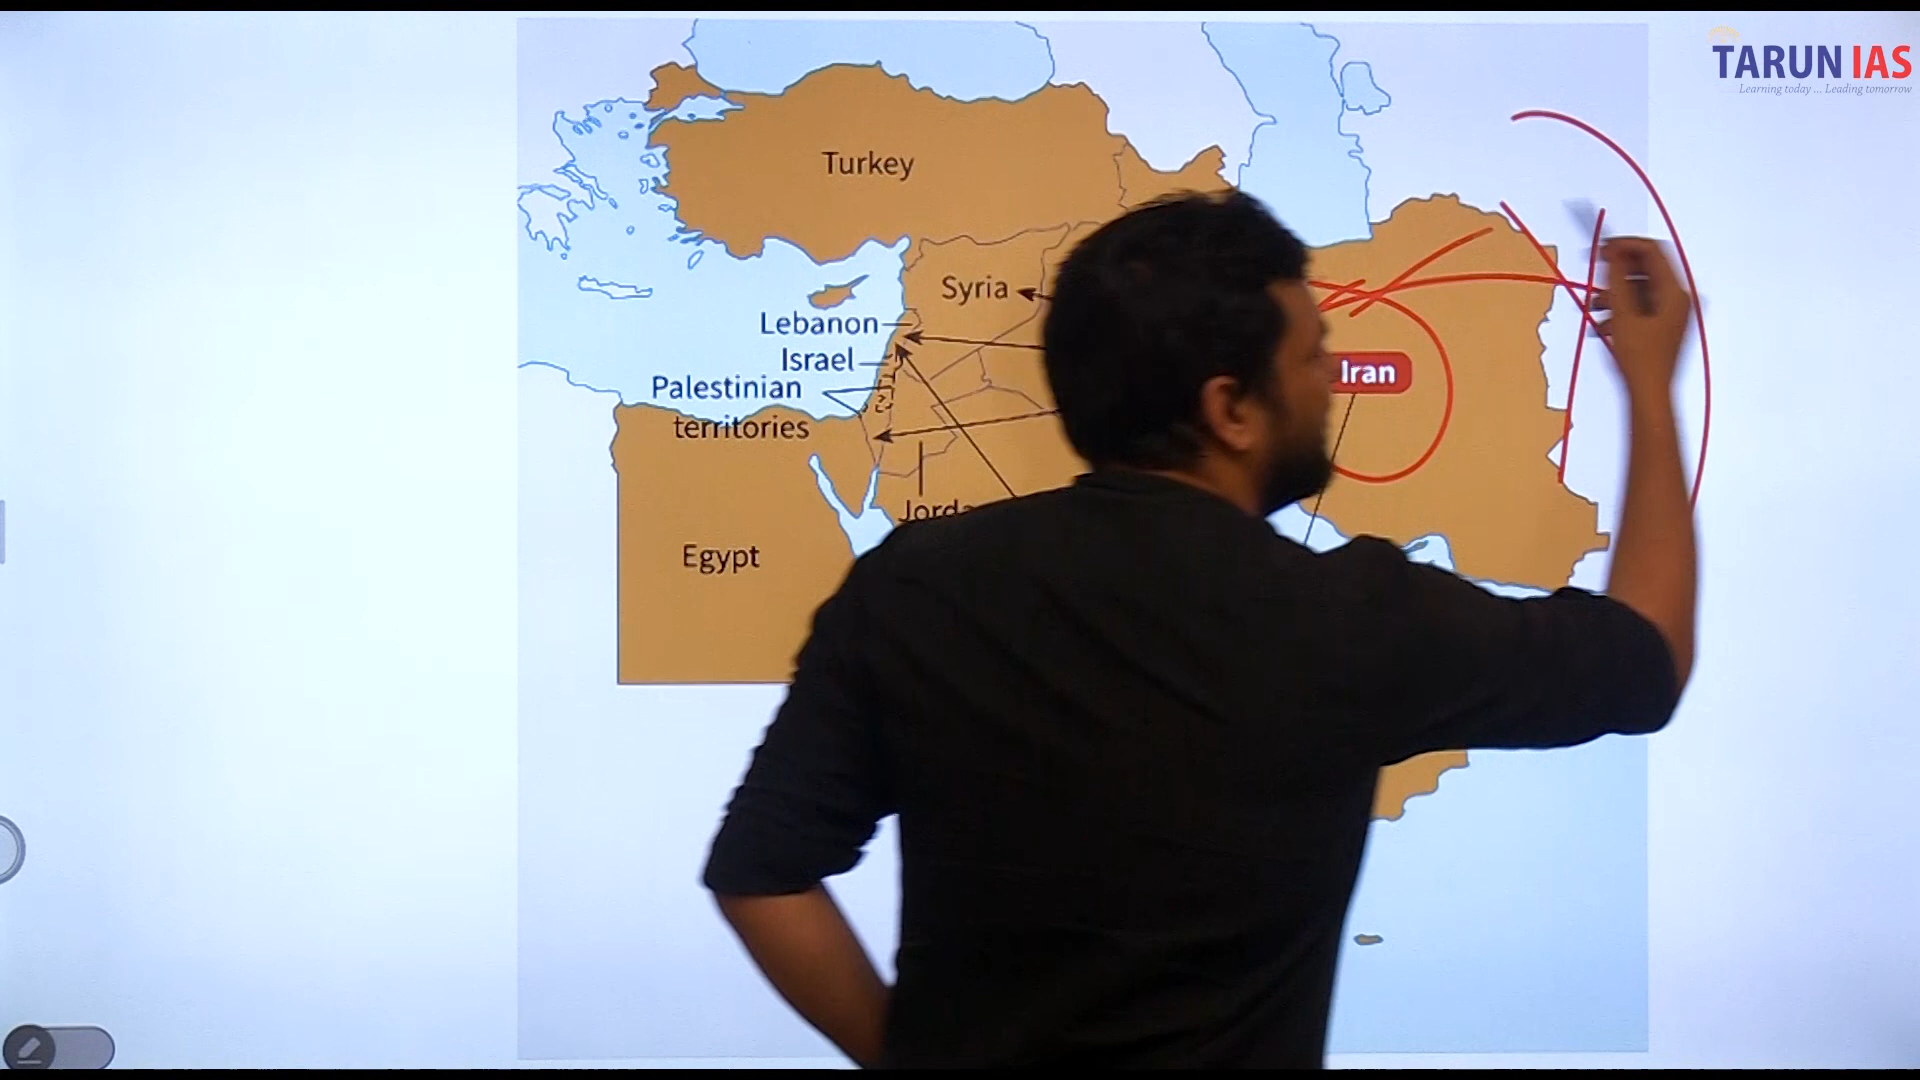 TARUN IAS
Learning today ... Leading tomorrow
Turkey
Syria
Lebanon
Israel
Palestinian
territories
Iran
Egypt